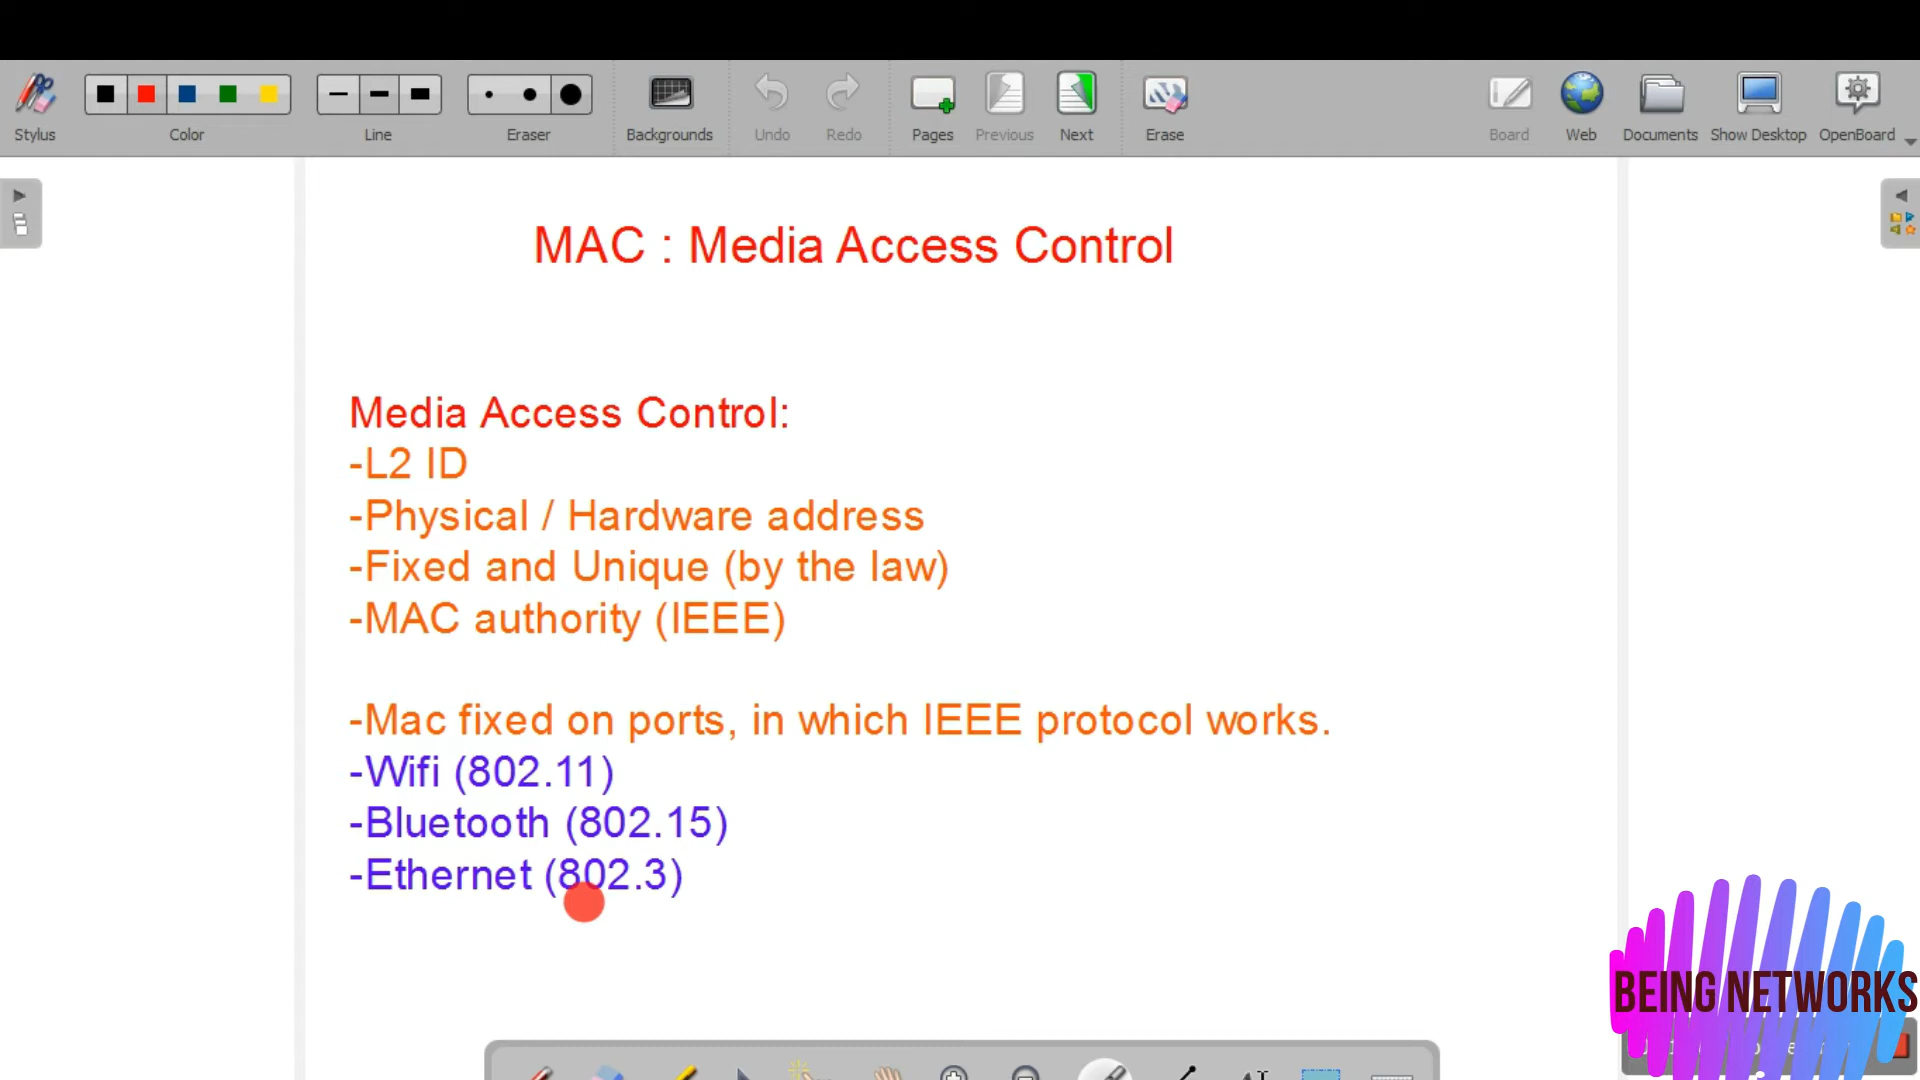 Stylus
Color
Line
Eraser
Backgrounds
Undo
Redo
Pages
Previous
Next
Erase
Board
Web
Documents
Show Desktop
OpenBoard
MAC : Media Access Control
Media Access Control:
-L2 ID
-Physical / Hardware address
-Fixed and Unique (by the law)
-MAC authority (IEEE)
-Mac fixed on ports, in which IEEE protocol works.
-Wifi (802.11)
-Bluetooth (802.15)
-Ethernet (802.3)
BEING NETWORKS